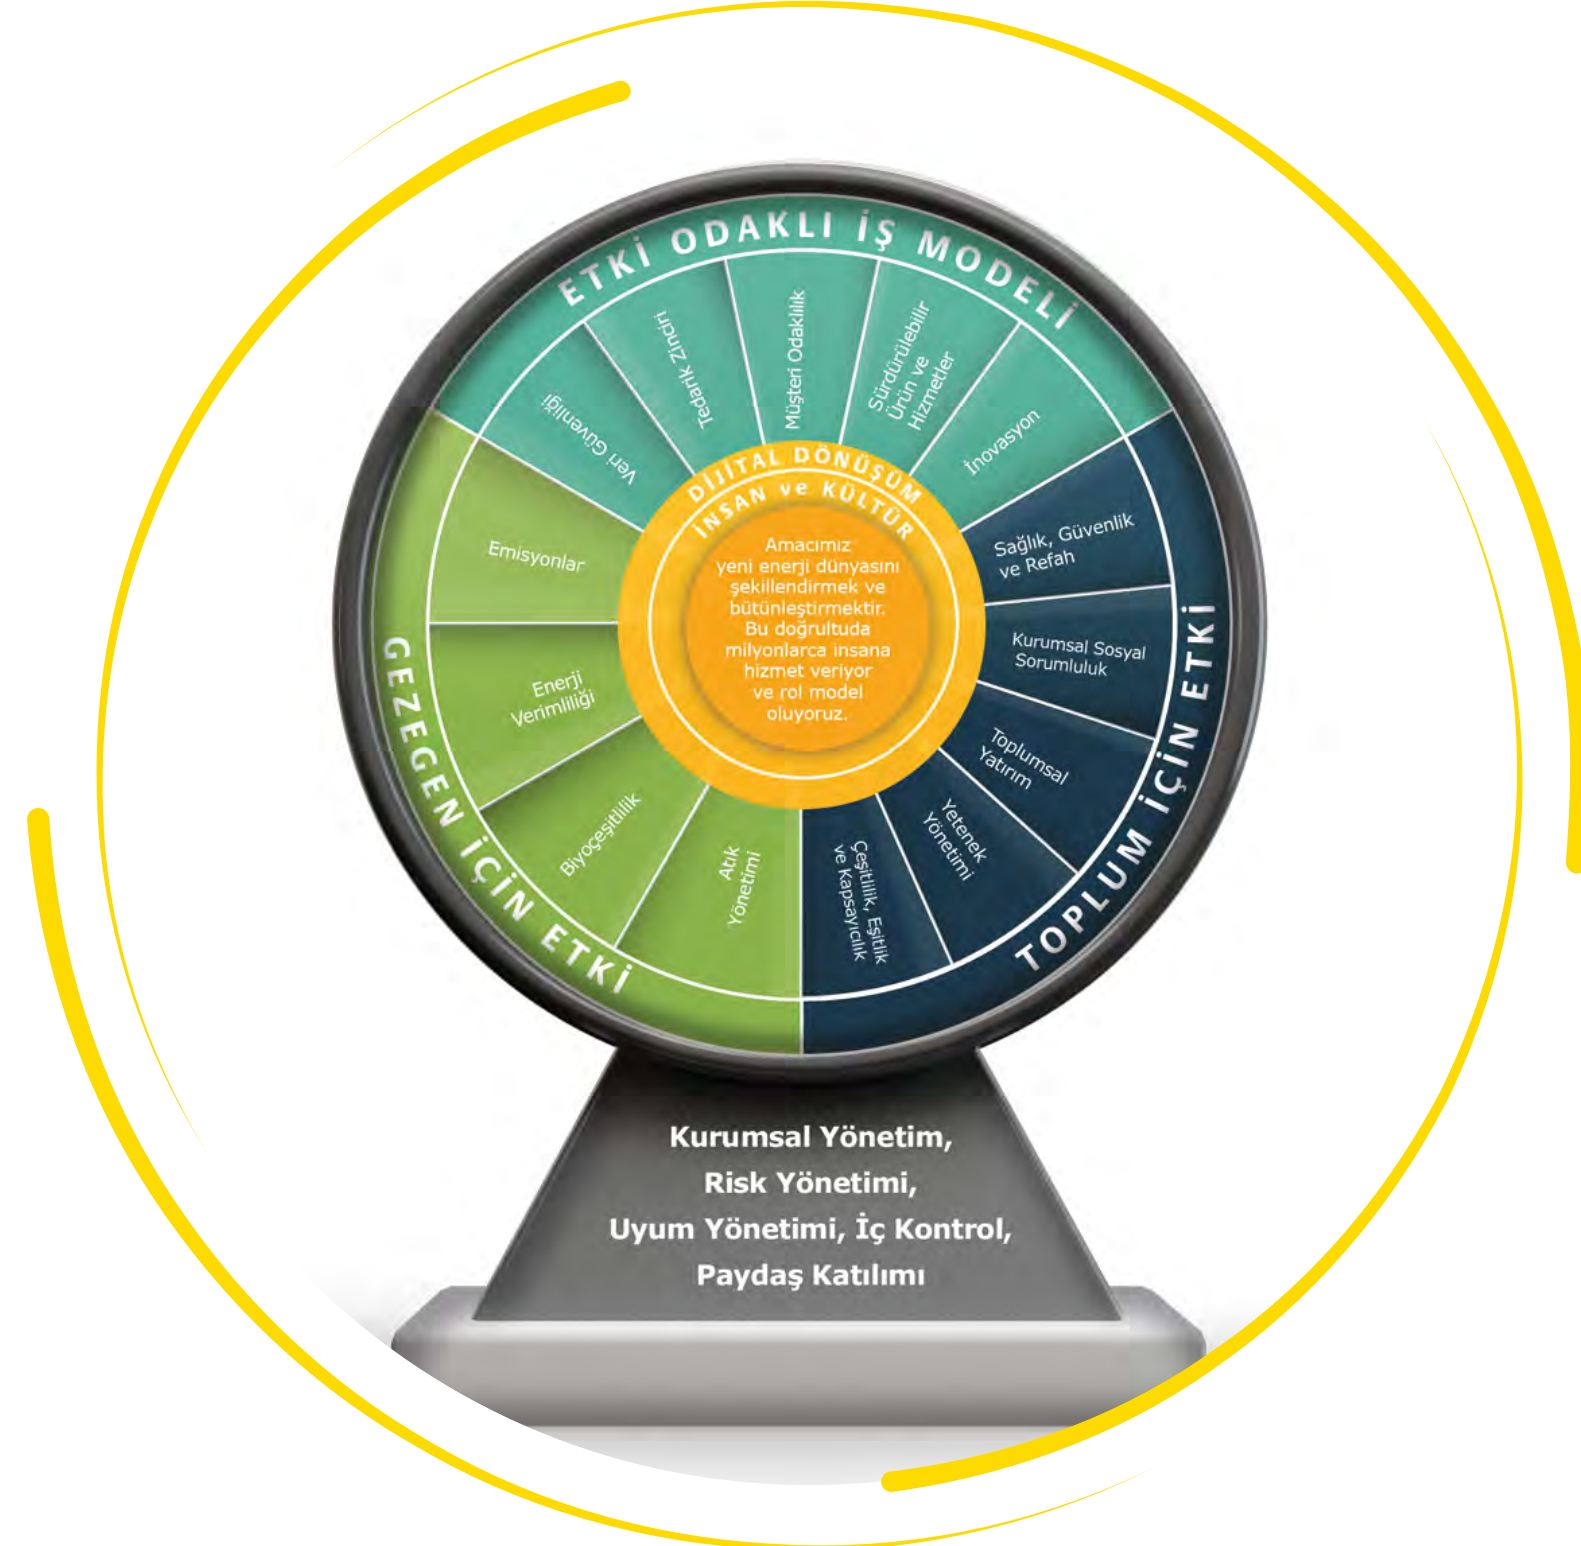 ETKİ ODAKLI İŞ MODELİ
Veri Güvenliği
Tedarik Zinciri
Müşteri Odaklılık
Sürdürülebilir
Ürün ve
Hizmetler
İnovasyon
TOPLUM İÇİN ETKİ
Sağlık, Güvenlik
ve Refah
Kurumsal Sosyal
Sorumluluk
Toplumsal
Yatırım
Yetenek
Yönetimi
Çeşitlilik, Eşitlik
ve Kapsayıcılık
GEZEGEN İÇİN ETKİ
Emisyonlar
Enerji
Verimliliği
Biyoçeşitlilik
Atık
Yönetimi
DİJİTAL DÖNÜŞÜM
İNSAN ve KÜLTÜR
Amacımız
yeni enerji dünyasını
şekillendirmek ve
bütünleştirmektir.
Bu doğrultuda
milyonlarca insana
hizmet veriyor
ve rol model
oluyoruz.
Kurumsal Yönetim,
Risk Yönetimi,
Uyum Yönetimi, İç Kontrol,
Paydaş Katılımı